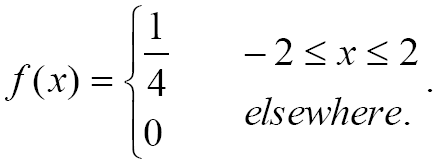 f(x) = { 1/4   − 2 ≤ x ≤ 2
0   elsewhere. .